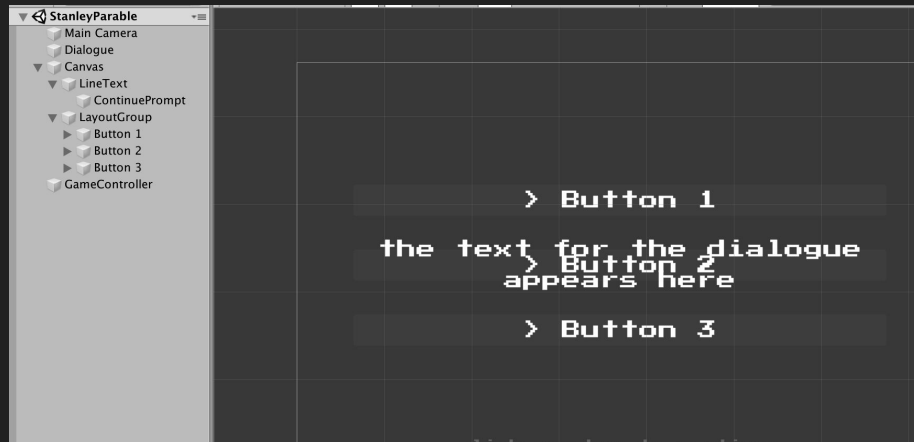 StanleyParable
Main Camera
Dialogue
Canvas
LineText
ContinuePrompt
LayoutGroup
Button 1
Button 2
Button 3
GameController
> Button 1
the text for the dialogue
> Button 2
appears here
> Button 3